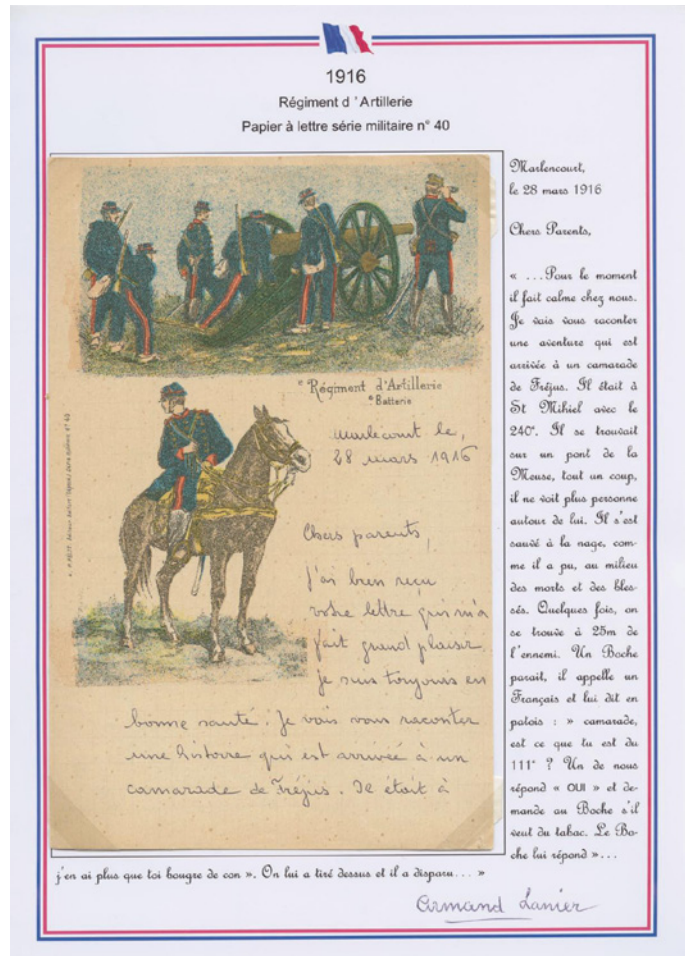 1916
Régiment d 'Artillerie
Papier à lettre série militaire n° 40
e Régiment d'Artillerie
e Batterie
Marlecourt le,
28 mars 1916
Chers parents,
j'ai bien reçu
votre lettre qui m'a
fait grand plaisir
je suis toujours en
bonne santé. Je vais vous raconter
une histoire qui est arrivée à un
camarade de Fréjus. Il était à
Marlencourt,
le 28 mars 1916
Chers Parents,
« ...Pour le moment
il fait calme chez nous.
Je vais vous raconter
une aventure qui est
arrivée à un camarade
de Fréjus. Il était à
St Mihiel avec le
240°. Il se trouvait
sur un pont de la
Meuse, tout un coup,
il ne voit plus personne
autour de lui. Il s'est
sauvé à la nage, com-
me il a pu, au milieu
des morts et des bles-
sés. Quelques fois, on
se trouve à 25m de
l'ennemi. Un Boche
parait, il appelle un
Français et lui dit en
patois : » camarade,
est ce que tu est du
111° ? Un de nous
répond « OUI » et de-
mande au Boche s'il
veut du tabac. Le Bo-
che lui répond »...
j'en ai plus que toi bougre de con ». On lui a tiré dessus et il a disparu... »
Armand Lanier